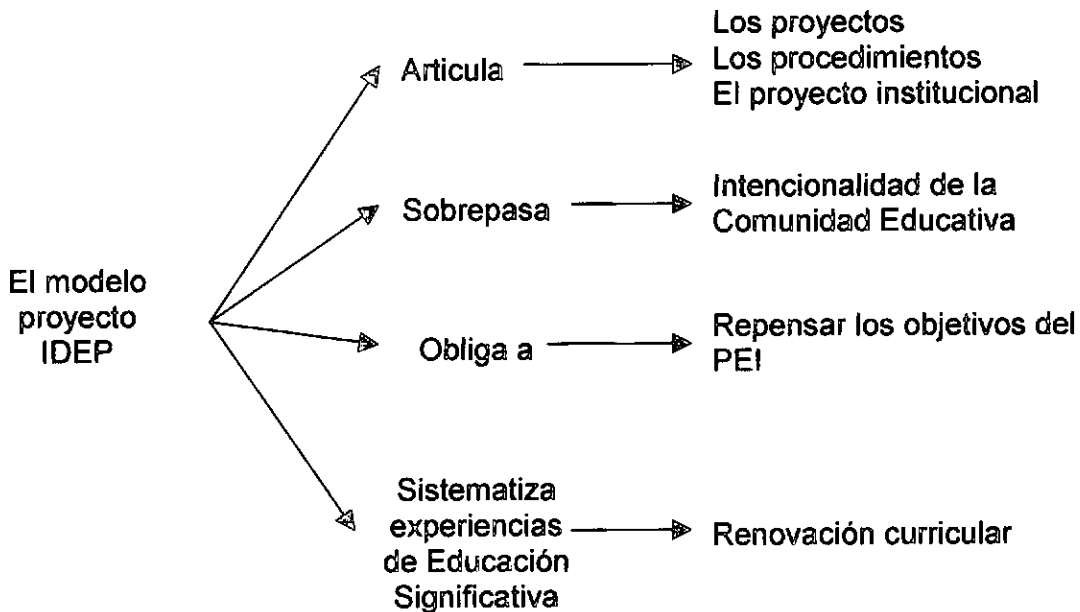 Articula
Los proyectos
Los procedimientos
El proyecto institucional
Sobrepasa
Intencionalidad de la
Comunidad Educativa
El modelo
proyecto
IDEP
Obliga a
Repensar los objetivos del
PEI
Sistematiza
experiencias
de Educación
Significativa
Renovación curricular